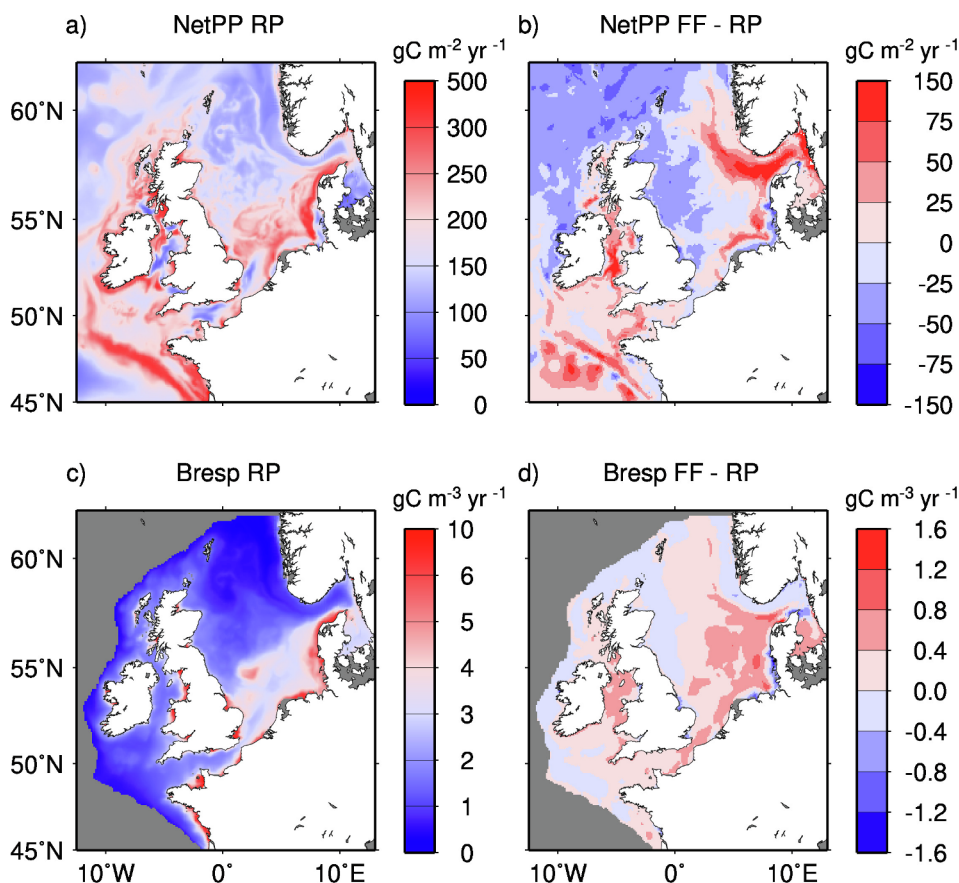 a) NetPP RP
gC m-2 yr -1
60˚N
55˚N
50˚N
45˚N
500
300
200
150
100
50
0
b) NetPP FF - RP
gC m-2 yr -1
150
75
50
25
0
-25
-50
-75
-150
c) Bresp RP
gC m-3 yr -1
60˚N
55˚N
50˚N
45˚N
10˚W 0˚ 10˚E
10
6
5
4
3
2
1
0
d) Bresp FF - RP
gC m-3 yr -1
10˚W 0˚ 10˚E
1.6
1.2
0.8
0.4
0.0
-0.4
-0.8
-1.2
-1.6